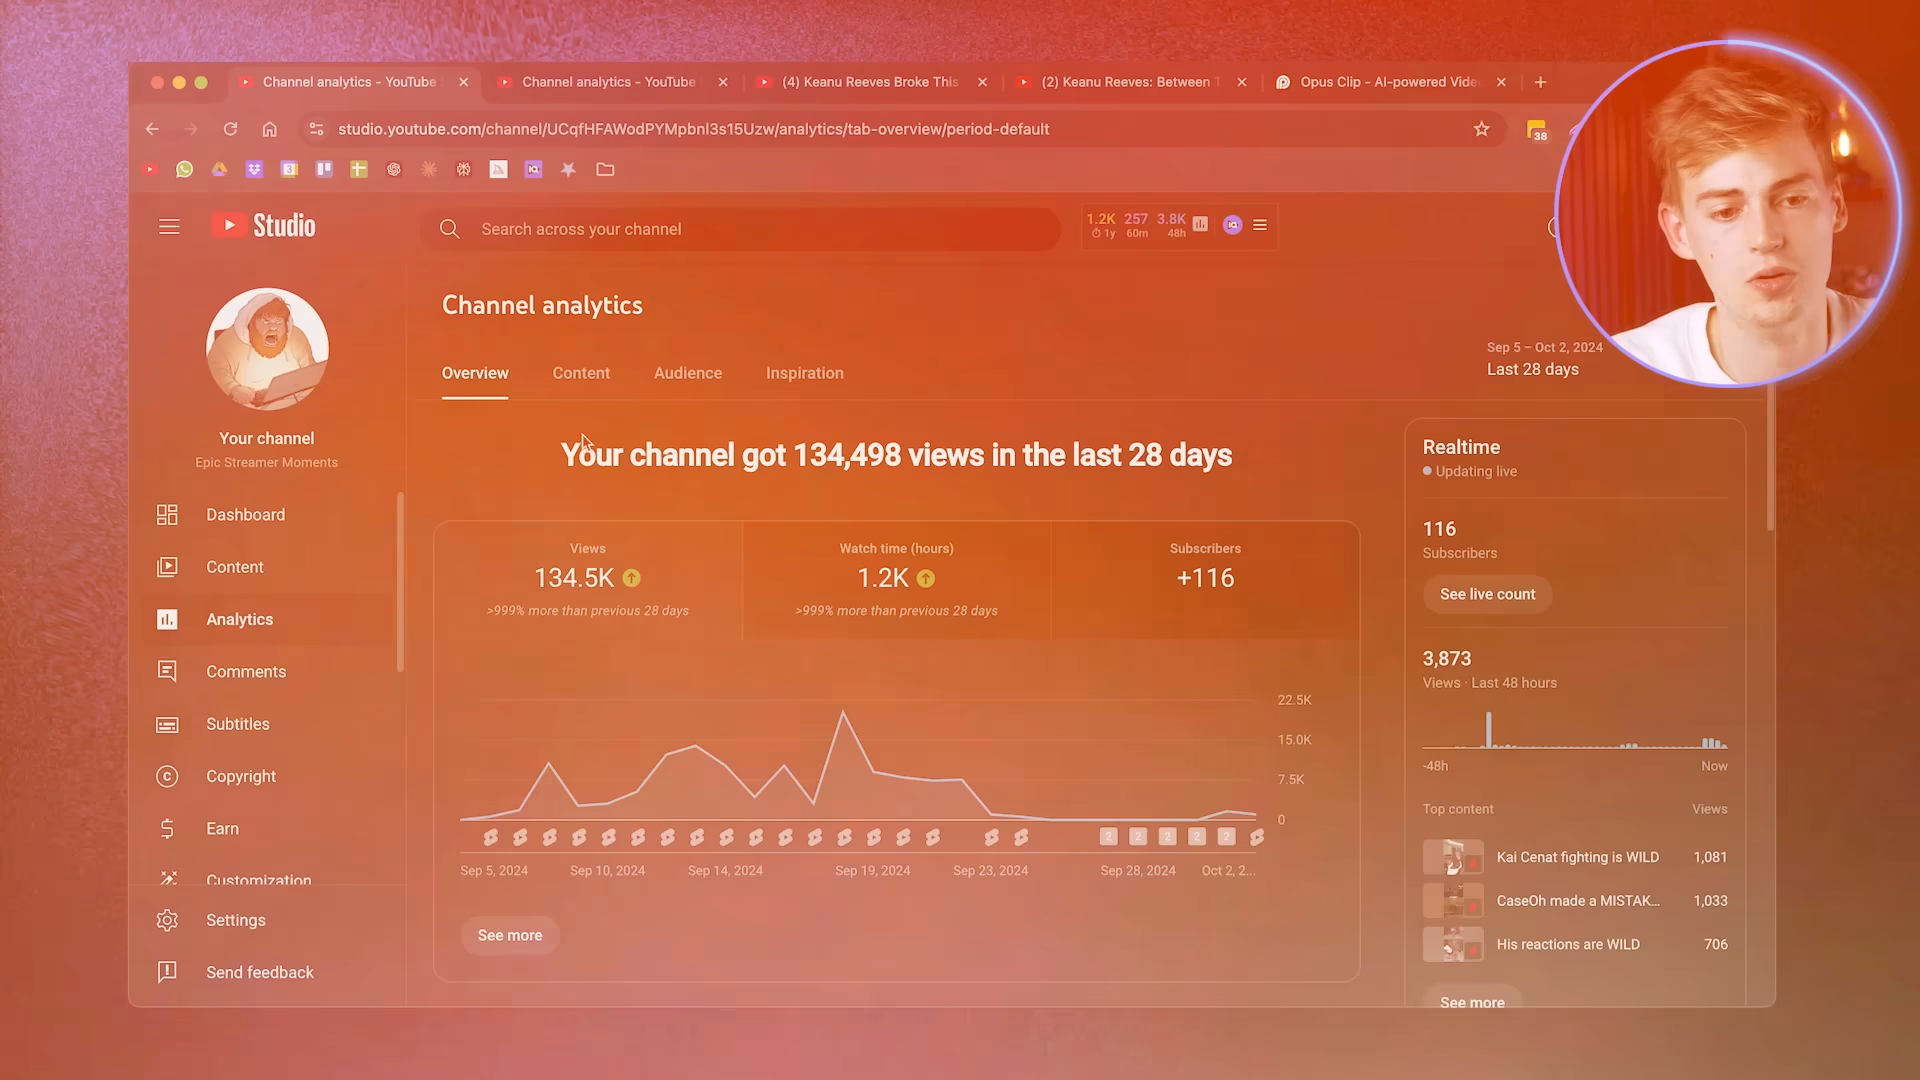 Channel analytics - YouTube
Channel analytics - YouTube
(4) Keanu Reeves Broke This
(2) Keanu Reeves: Between T
Opus Clip - AI-powered Vide
studio.youtube.com/channel/UCqfHFAWodPYMpbnl3s15Uzw/analytics/tab-overview/period-default
38
Studio
Search across your channel
1.2K 257 3.8K
1y 60m 48h
Channel analytics
Overview Content Audience Inspiration
Sep 5 – Oct 2, 2024
Last 28 days
Your channel
Epic Streamer Moments
Dashboard
Content
Analytics
Comments
Subtitles
Copyright
Earn
Customization
Settings
Send feedback
Your channel got 134,498 views in the last 28 days
Views
134.5K
>999% more than previous 28 days
Watch time (hours)
1.2K
>999% more than previous 28 days
Subscribers
+116
22.5K
15.0K
7.5K
0
2 2 2 2 2
Sep 5, 2024 Sep 10, 2024 Sep 14, 2024 Sep 19, 2024 Sep 23, 2024 Sep 28, 2024 Oct 2, 2...
See more
Realtime
Updating live
116
Subscribers
See live count
3,873
Views · Last 48 hours
-48h Now
Top content Views
Kai Cenat fighting is WILD 1,081
CaseOh made a MISTAK... 1,033
His reactions are WILD 706
See more